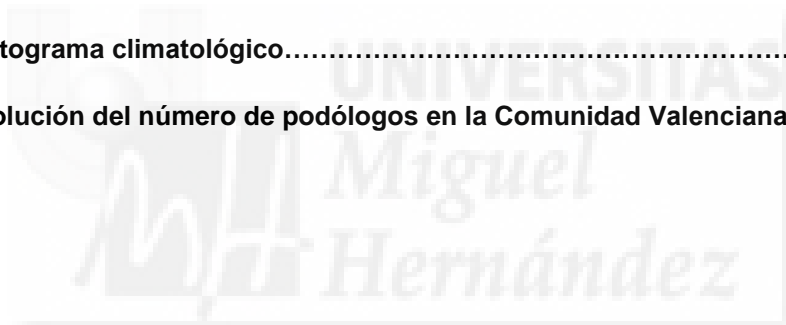 tograma climatológico……………………………………………………
UNIVERSITAS
olución del número de podólogos en la Comunidad Valenciana
Miguel
Hernández